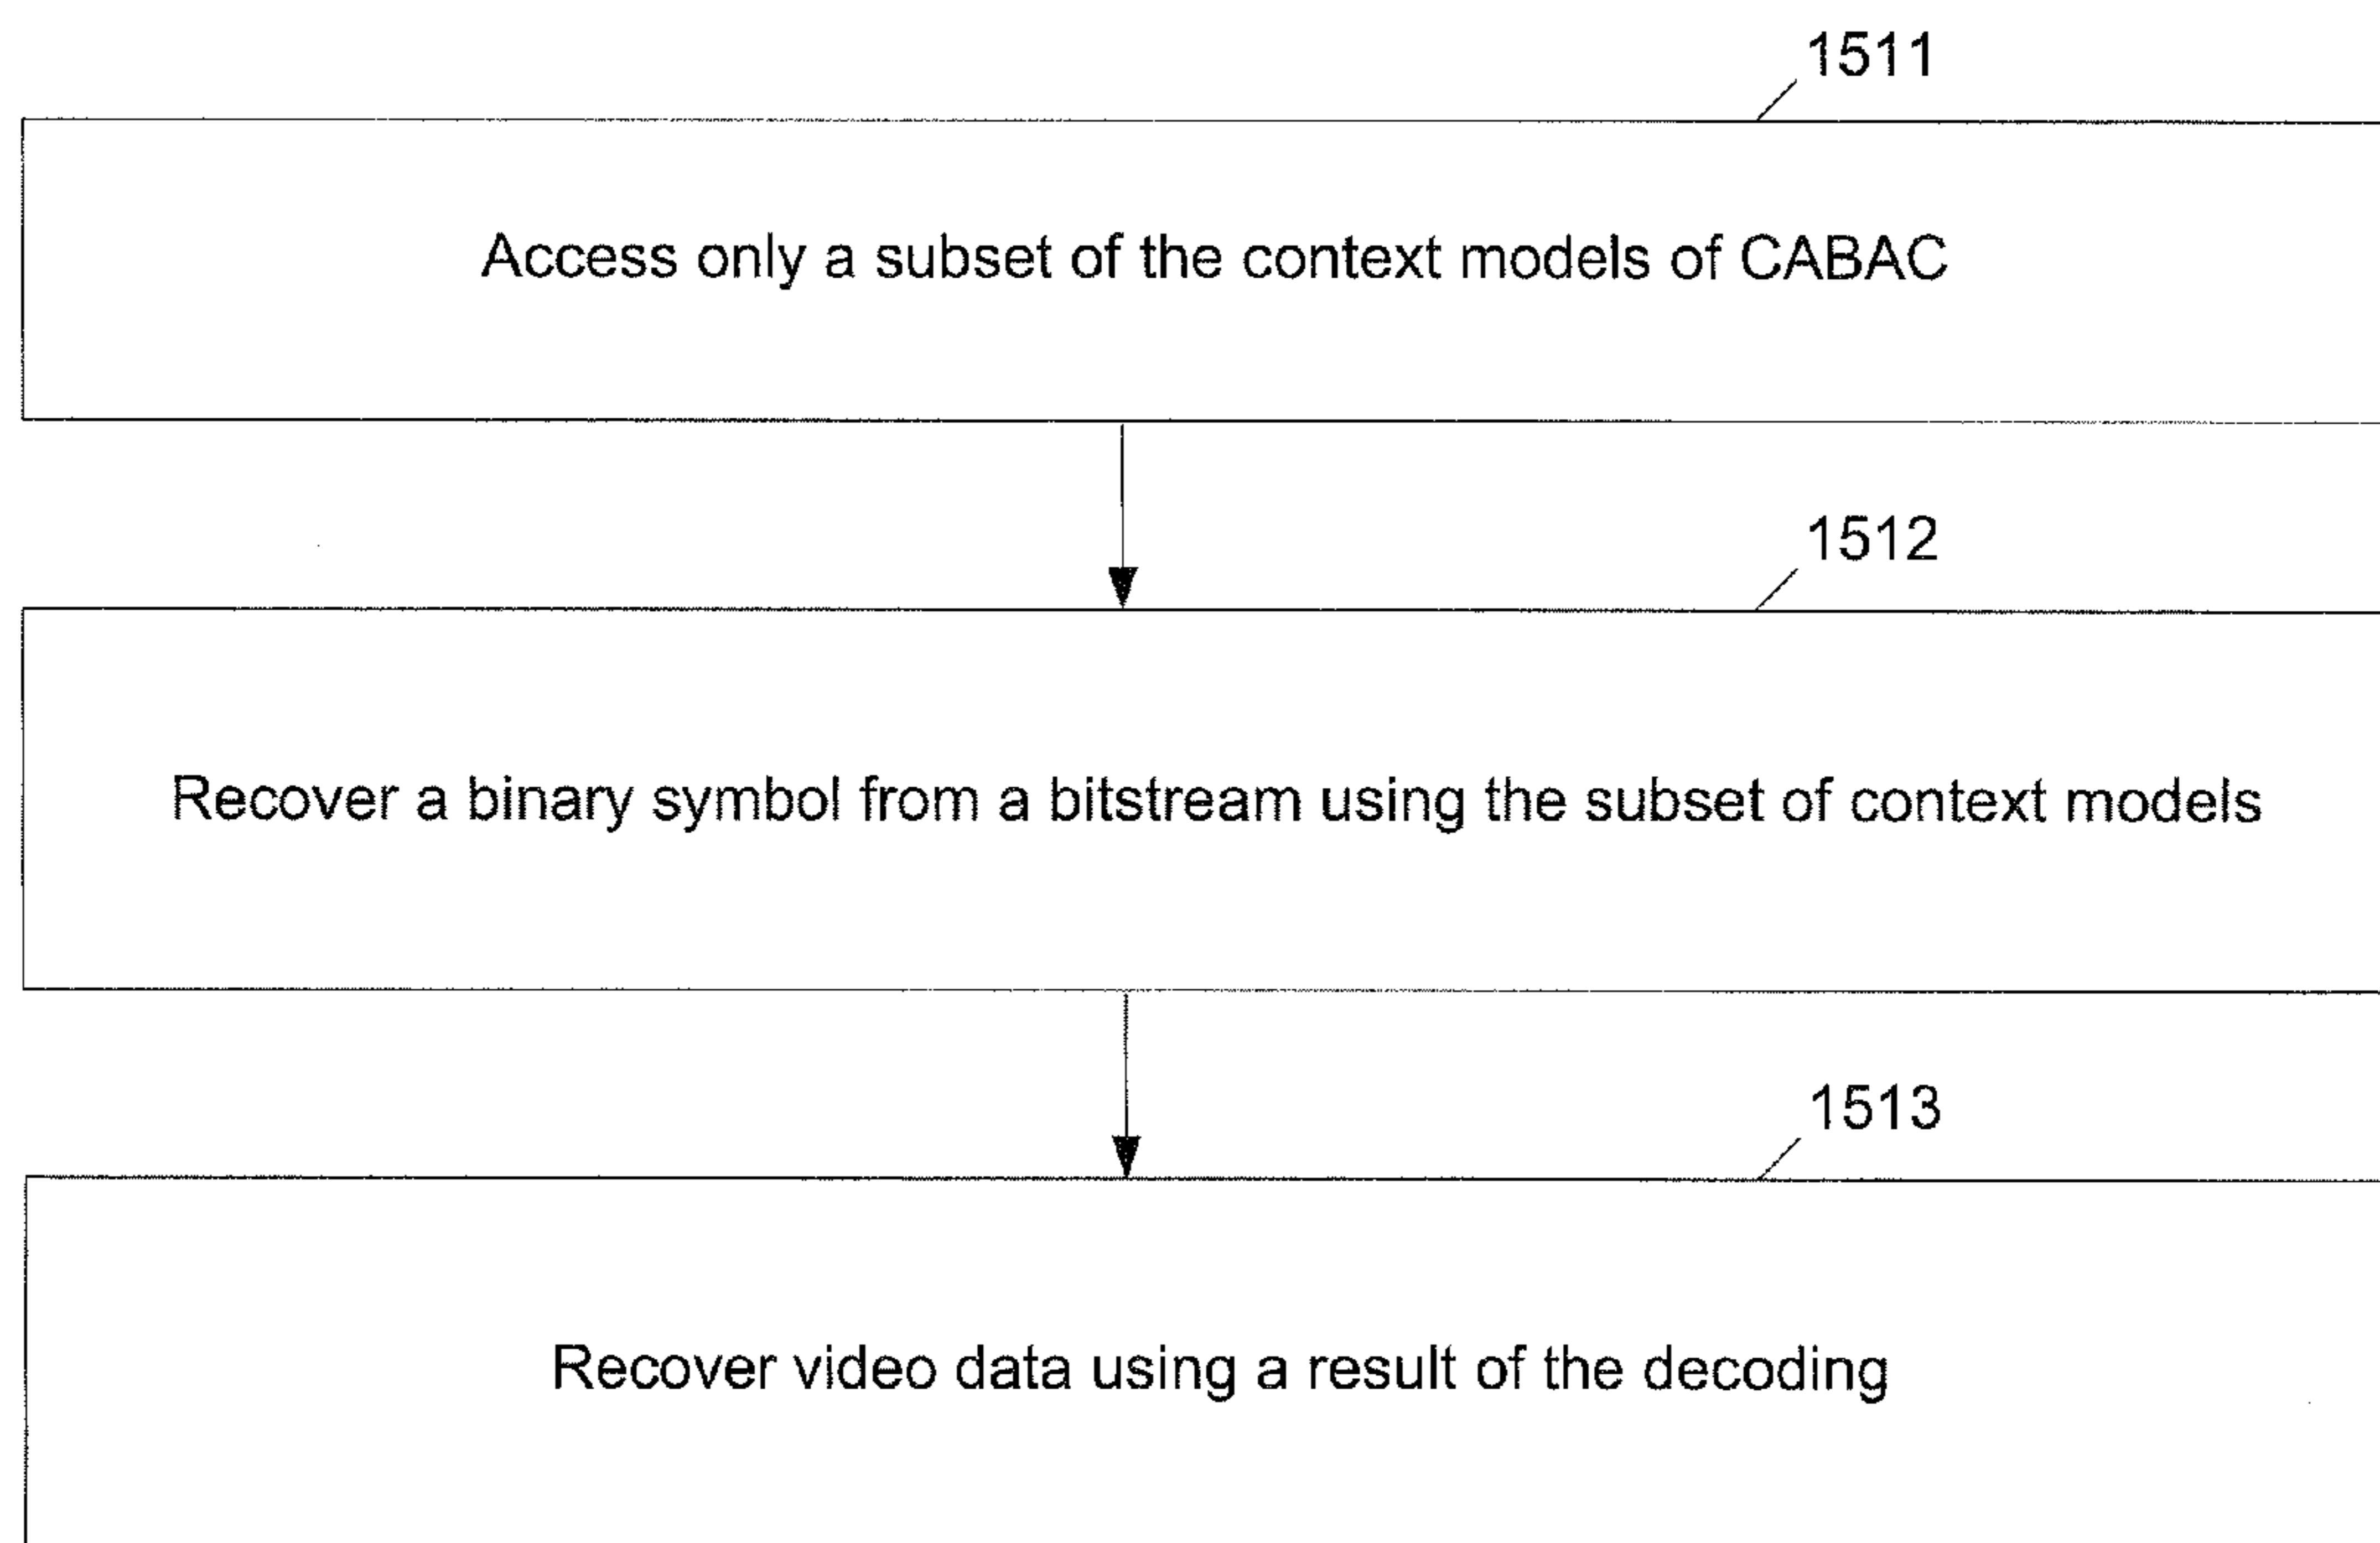 1511
Access only a subset of the context models of CABAC
1512
Recover a binary symbol from a bitstream using the subset of context models
1513
Recover video data using a result of the decoding